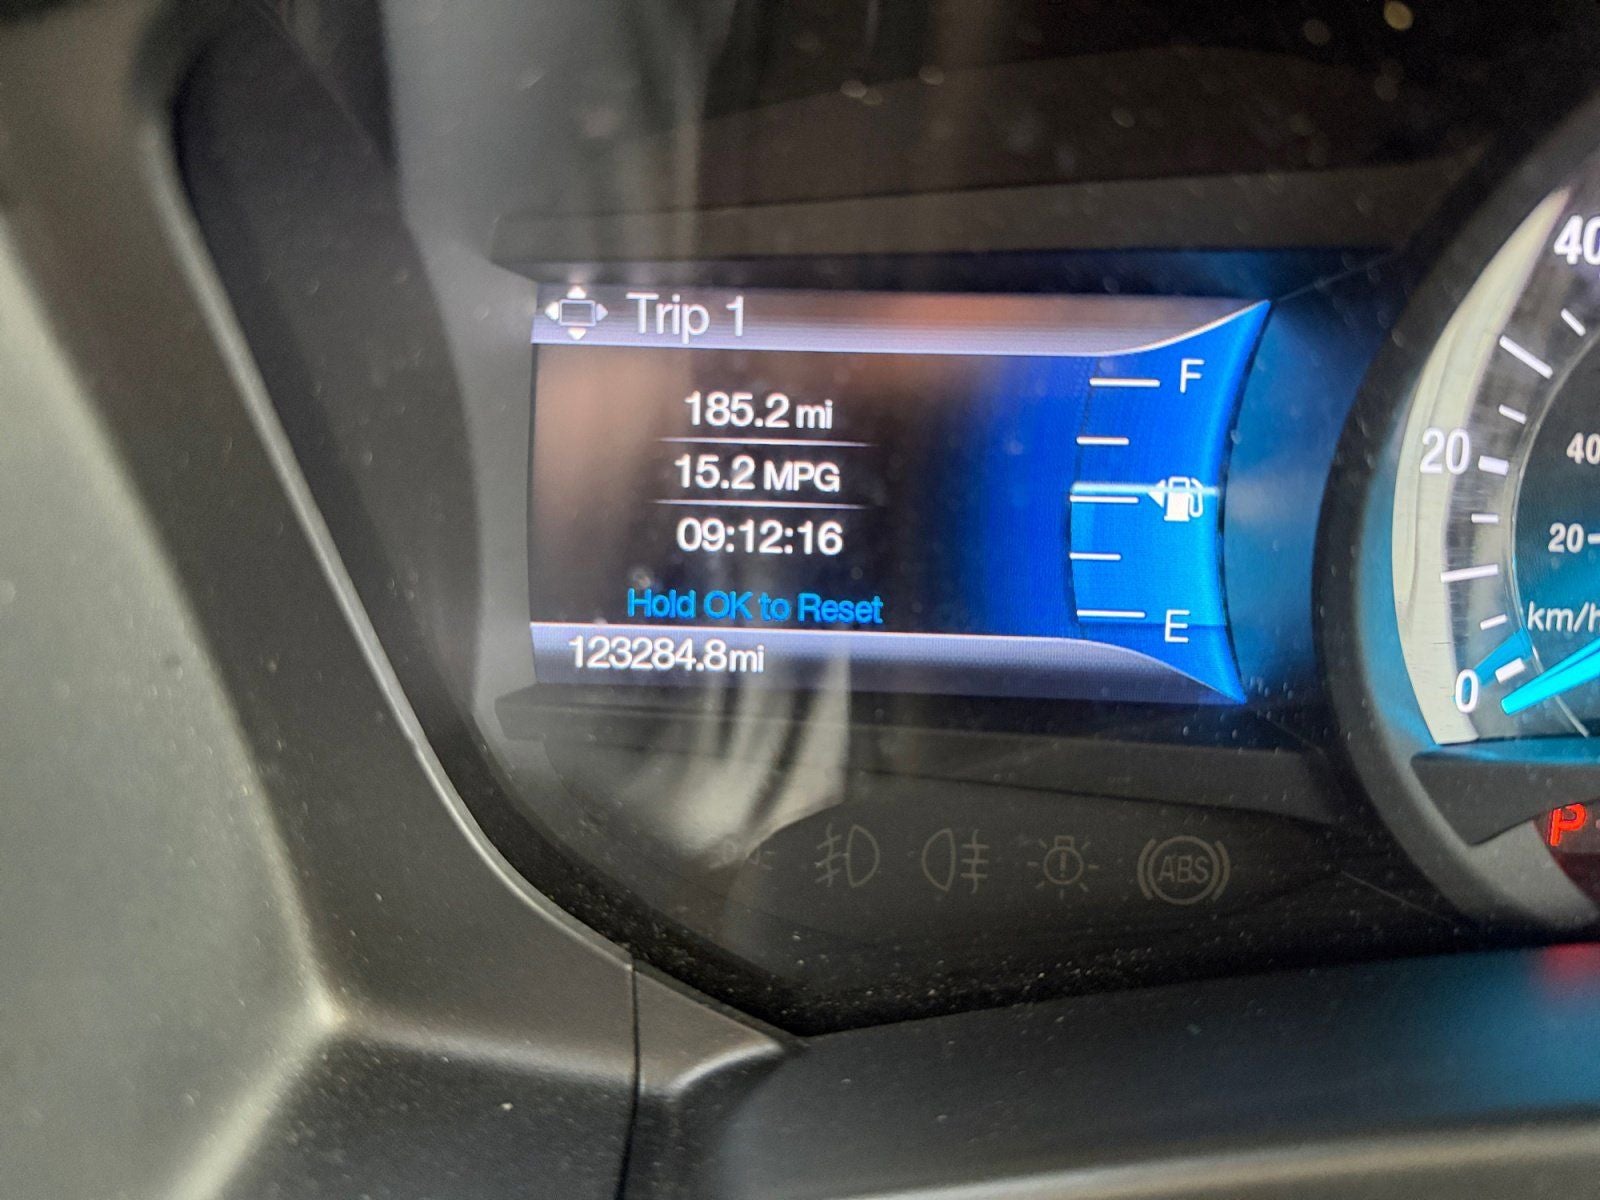 Trip 1
185.2 mi
15.2 MPG
09:12:16
Hold OK to Reset
123284.8mi
F
E
40
20
0
40
20
km/h
P
ABS